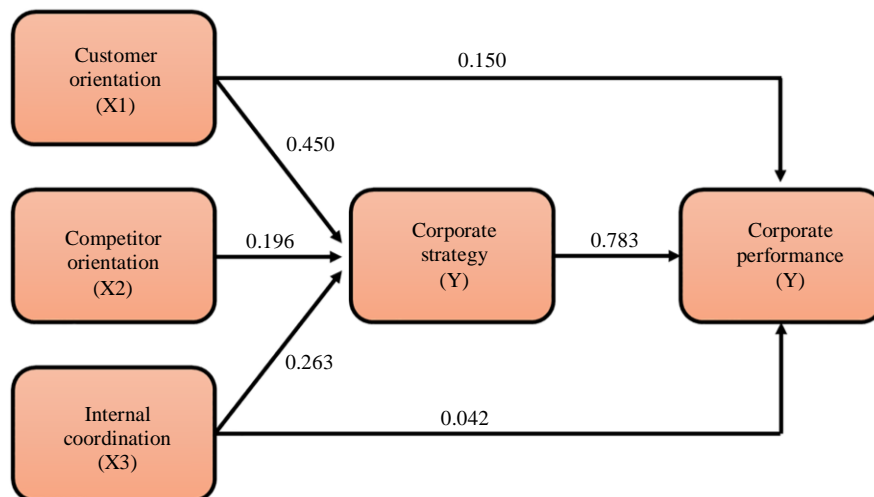 Customer
orientation
(X1)
0.150
0.450
Competitor
orientation
(X2)
0.196
Corporate
strategy
(Y)
0.783
Corporate
performance
(Y)
0.263
Internal
coordination
(X3)
0.042